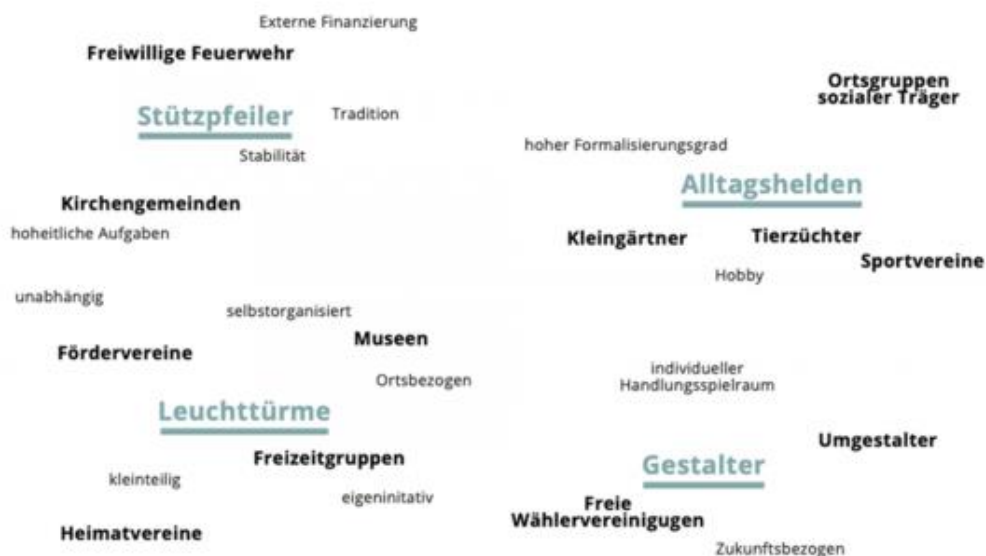 Externe Finanzierung
Freiwillige Feuerwehr
Stützpfeiler
Tradition
Stabilität
Kirchengemeinden
hoheitliche Aufgaben
Ortsgruppen
sozialer Träger
hoher Formalisierungsgrad
Alltagshelden
Kleingärtner
Tierzüchter
Sportvereine
Hobby
unabhängig
selbstorganisiert
Museen
Fördervereine
Ortsbezogen
Leuchttürme
Freizeitgruppen
kleinteilig
eigeninitativ
Heimatvereine
individueller
Handlungsspielraum
Umgestalter
Gestalter
Freie
Wählervereinigugen
Zukunftsbezogen